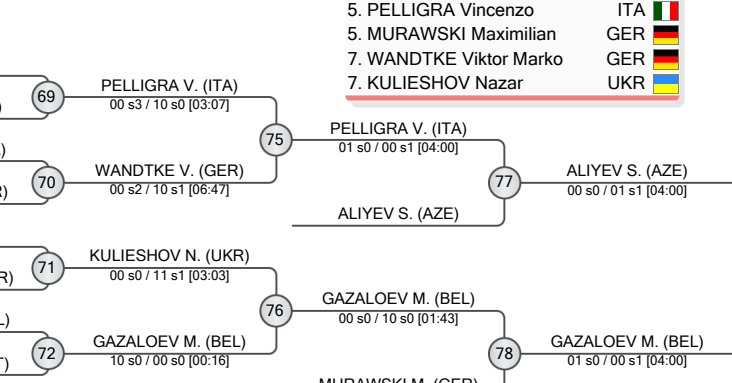 5. PELLIGRA Vincenzo ITA
5. MURAWSKI Maximilian GER
7. WANDTKE Viktor Marko GER
7. KULIESHOV Nazar UKR
69
PELLIGRA V. (ITA)
00 s3 / 10 s0 [03:07]
75
PELLIGRA V. (ITA)
01 s0 / 00 s1 [04:00]
70
WANDTKE V. (GER)
00 s2 / 10 s1 [06:47]
77
ALIYEV S. (AZE)
00 s0 / 01 s1 [04:00]
ALIYEV S. (AZE)
71
KULIESHOV N. (UKR)
00 s0 / 11 s1 [03:03]
76
GAZALOEV M. (BEL)
00 s0 / 10 s0 [01:43]
72
GAZALOEV M. (BEL)
10 s0 / 00 s0 [00:16]
78
GAZALOEV M. (BEL)
01 s0 / 00 s1 [04:00]
MURAWSKI M. (GER)